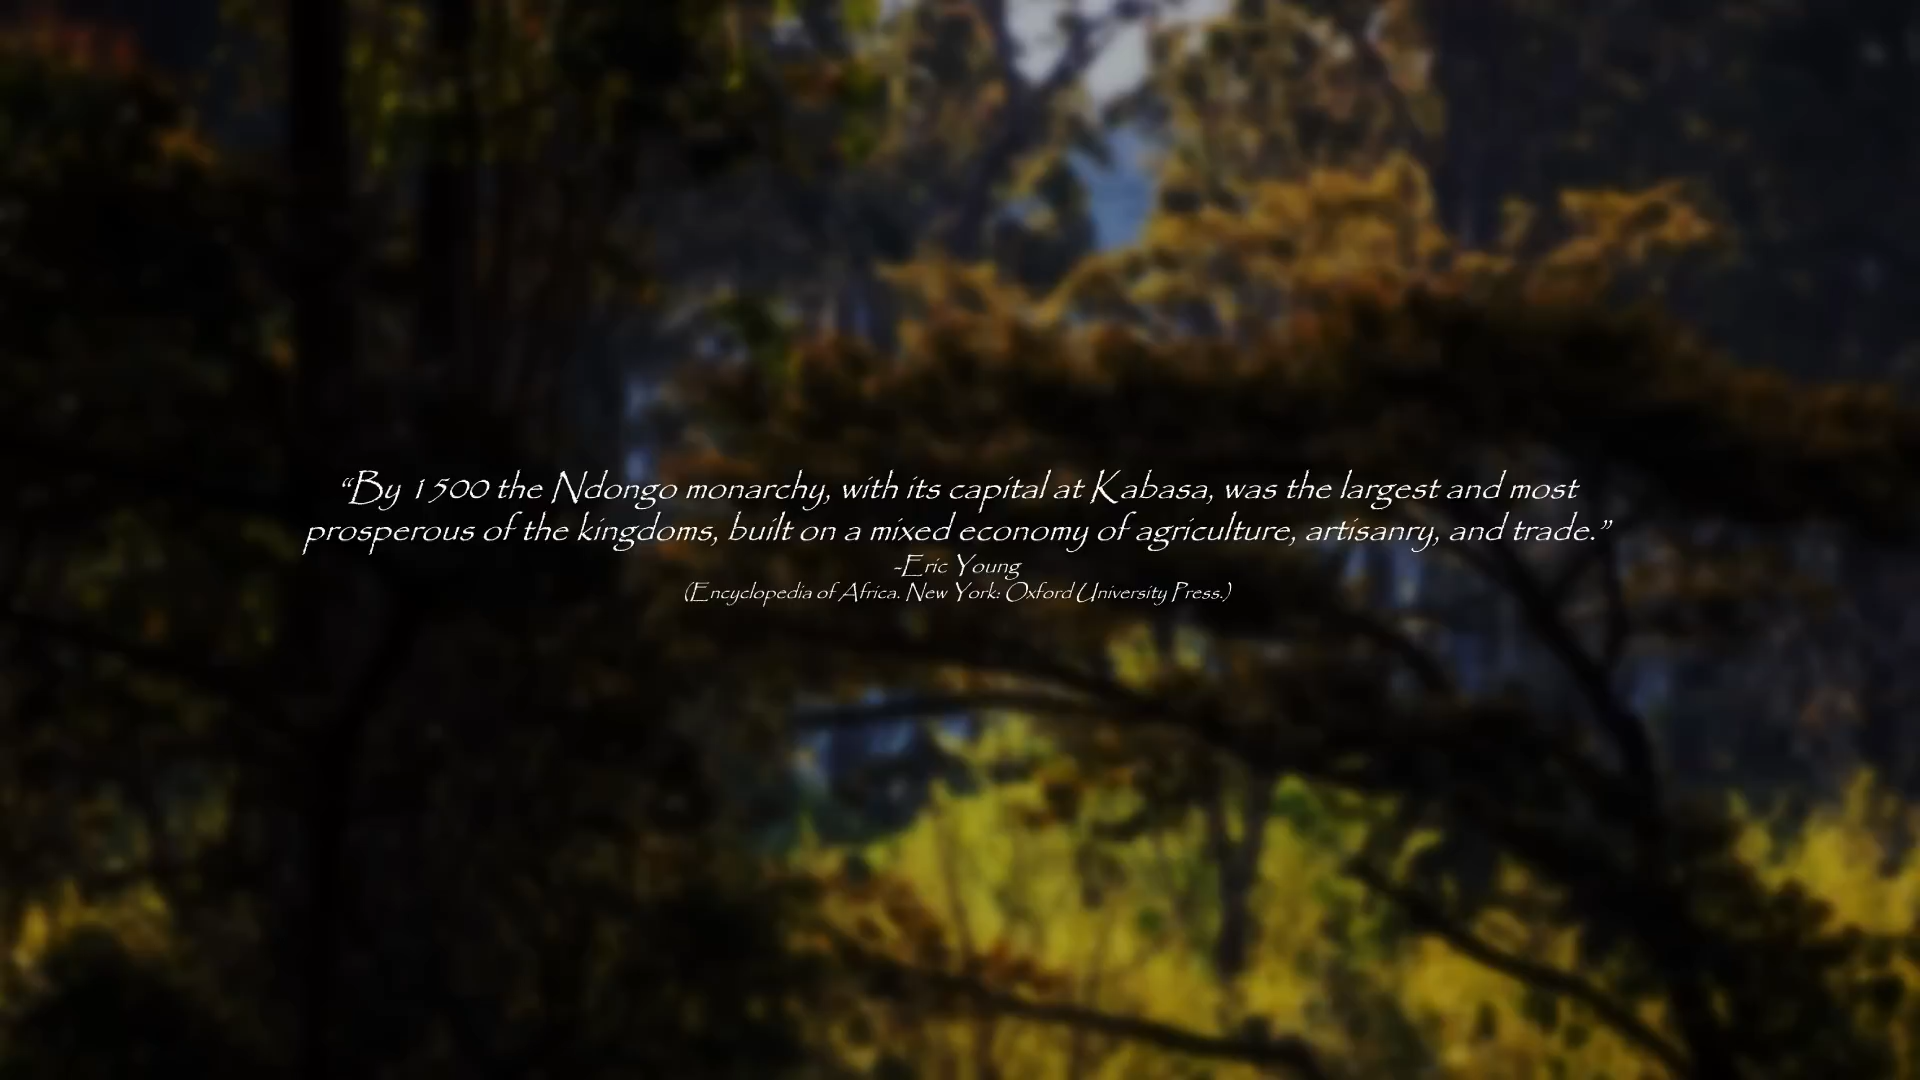 “By 1500 the Ndongo monarchy, with its capital at Kabasa, was the largest and most
prosperous of the kingdoms, built on a mixed economy of agriculture, artisanry, and trade.”
-Eric Young
(Encyclopedia of Africa. New York: Oxford University Press.)